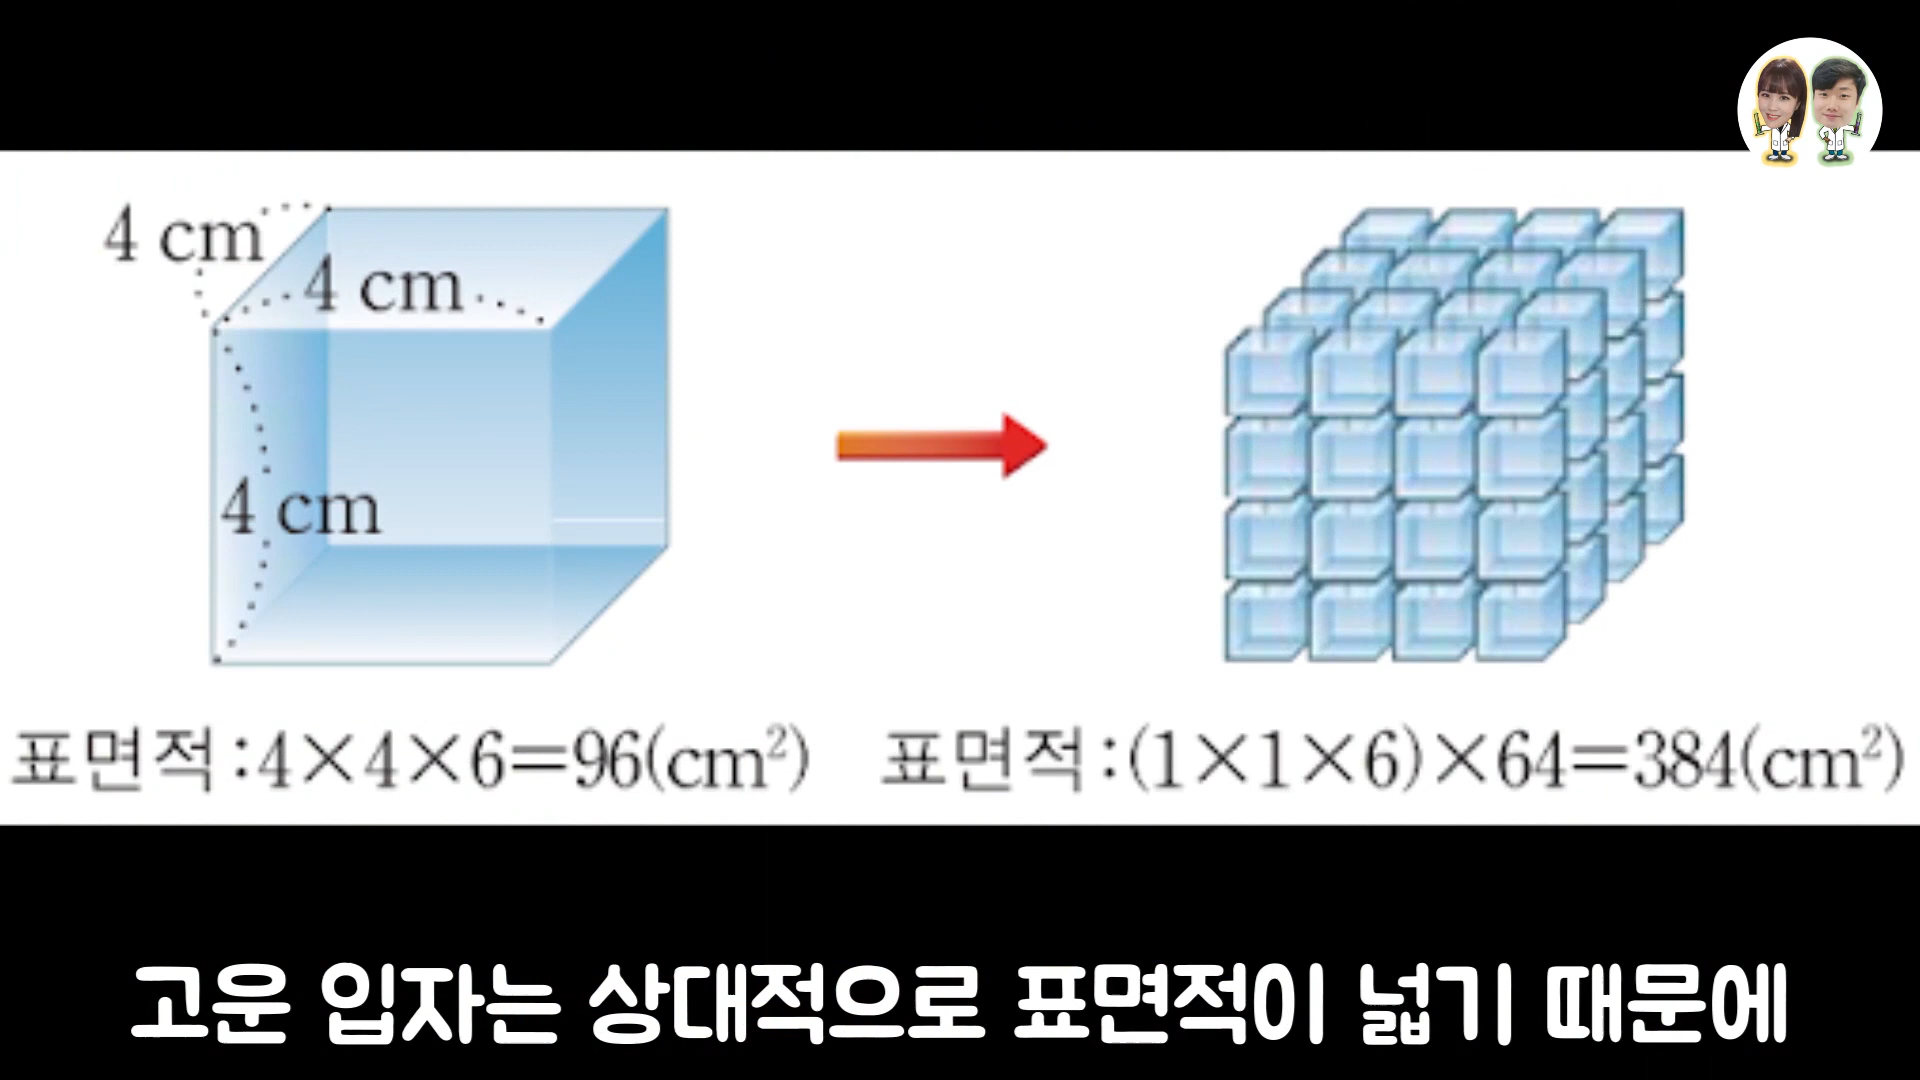 4 cm
4 cm
4 cm
표면적:4×4×6=96(cm²)
표면적:(1×1×6)×64=384(cm²)
고운 입자는 상대적으로 표면적이 넓기 때문에